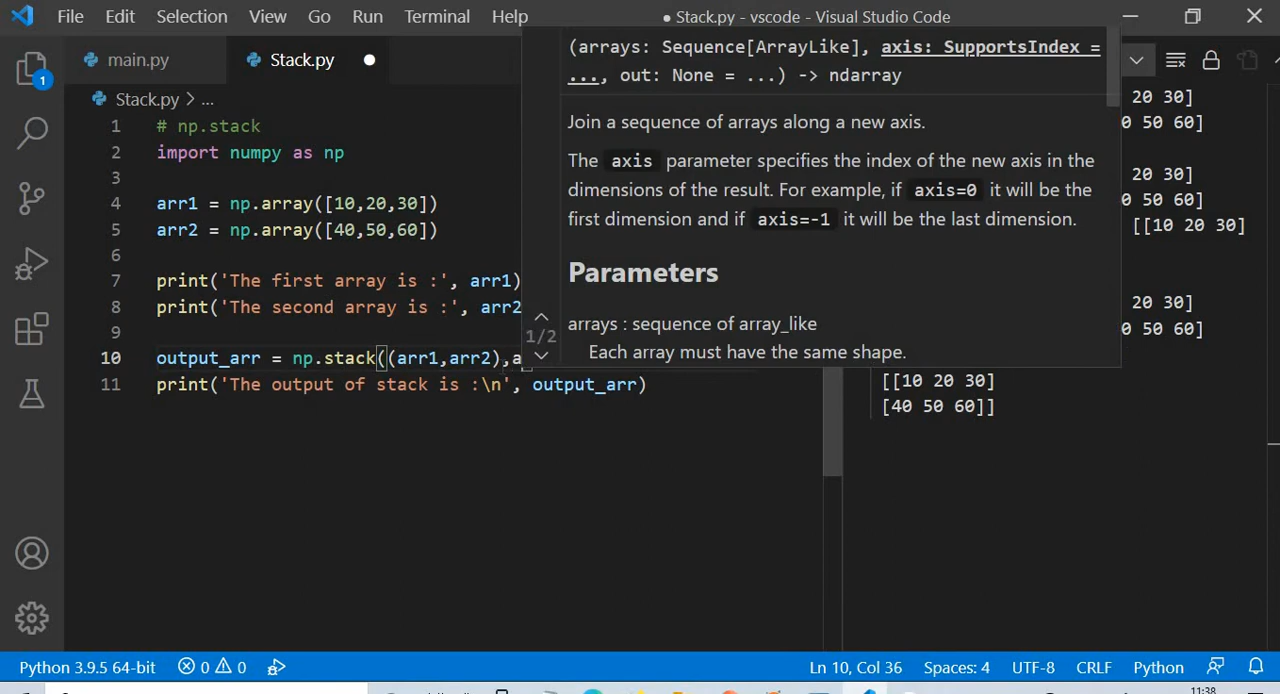 File Edit Selection View Go Run Terminal Help
● Stack.py - vscode - Visual Studio Code
main.py Stack.py ●
Stack.py > ...
1 # np.stack
2 import numpy as np
3
4 arr1 = np.array([10,20,30])
5 arr2 = np.array([40,50,60])
6
7 print('The first array is :', arr1)
8 print('The second array is :', arr2
9
10 output_arr = np.stack((arr1,arr2),a
11 print('The output of stack is :\n', output_arr)
(arrays: Sequence[ArrayLike], axis: SupportsIndex =
..., out: None = ...) -> ndarray
Join a sequence of arrays along a new axis.
The axis parameter specifies the index of the new axis in the
dimensions of the result. For example, if axis=0 it will be the
first dimension and if axis=-1 it will be the last dimension.
Parameters
arrays : sequence of array_like
Each array must have the same shape.
1/2
20 30]
0 50 60]
20 30]
0 50 60]
[[10 20 30]
20 30]
0 50 60]
[[10 20 30]
[40 50 60]]
1
Python 3.9.5 64-bit 0 0 Ln 10, Col 36 Spaces: 4 UTF-8 CRLF Python
11:38